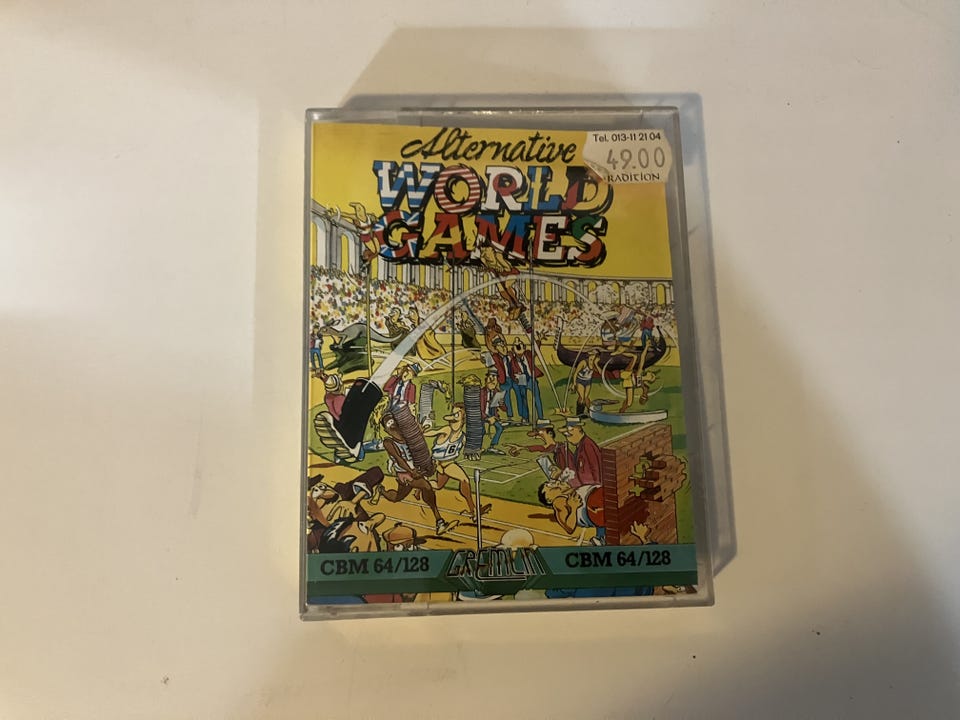 Alternative
WORLD
GAMES
Tel. 013-11 21 04
49.00
RADITION
CBM 64/128
GREMLIN
CBM 64/128